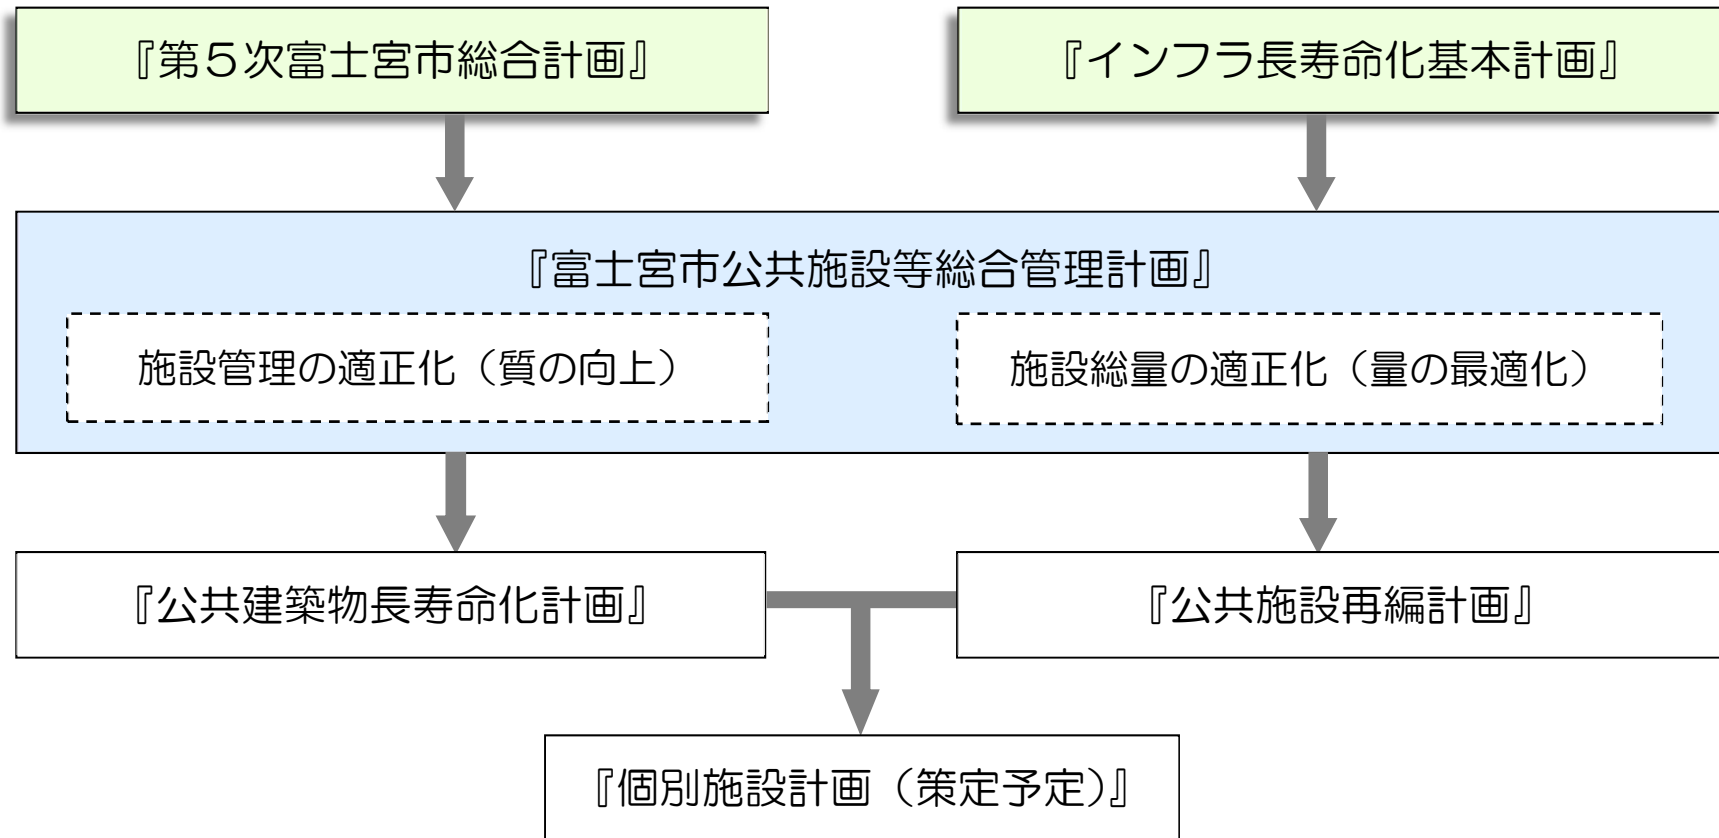 『第５次富士宮市総合計画』
『インフラ長寿命化基本計画』
『富士宮市公共施設等総合管理計画』
施設管理の適正化（質の向上）
施設総量の適正化（量の最適化）
『公共建築物長寿命化計画』
『公共施設再編計画』
『個別施設計画（策定予定）』